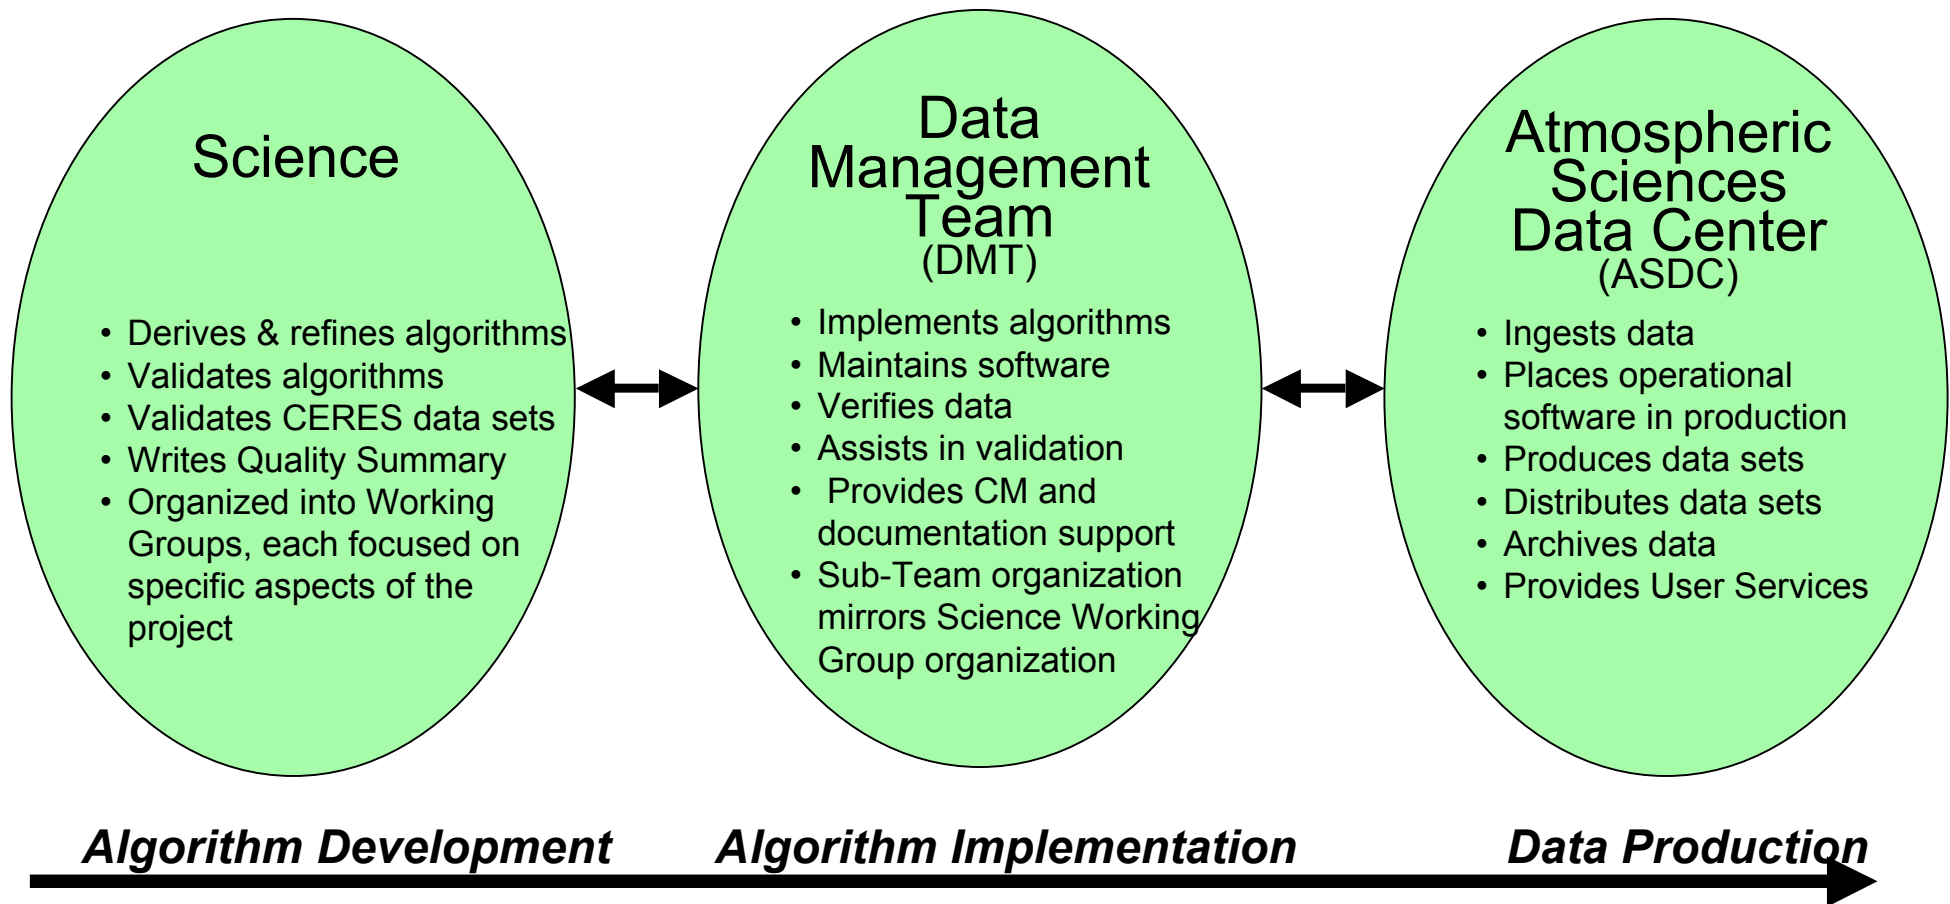 Science
• Derives & refines algorithms
• Validates algorithms
• Validates CERES data sets
• Writes Quality Summary
• Organized into Working
Groups, each focused on
specific aspects of the
project
Data
Management
Team
(DMT)
• Implements algorithms
• Maintains software
• Verifies data
• Assists in validation
• Provides CM and
documentation support
• Sub-Team organization
mirrors Science Working
Group organization
Atmospheric
Sciences
Data Center
(ASDC)
• Ingests data
• Places operational
software in production
• Produces data sets
• Distributes data sets
• Archives data
• Provides User Services
Algorithm Development
Algorithm Implementation
Data Production